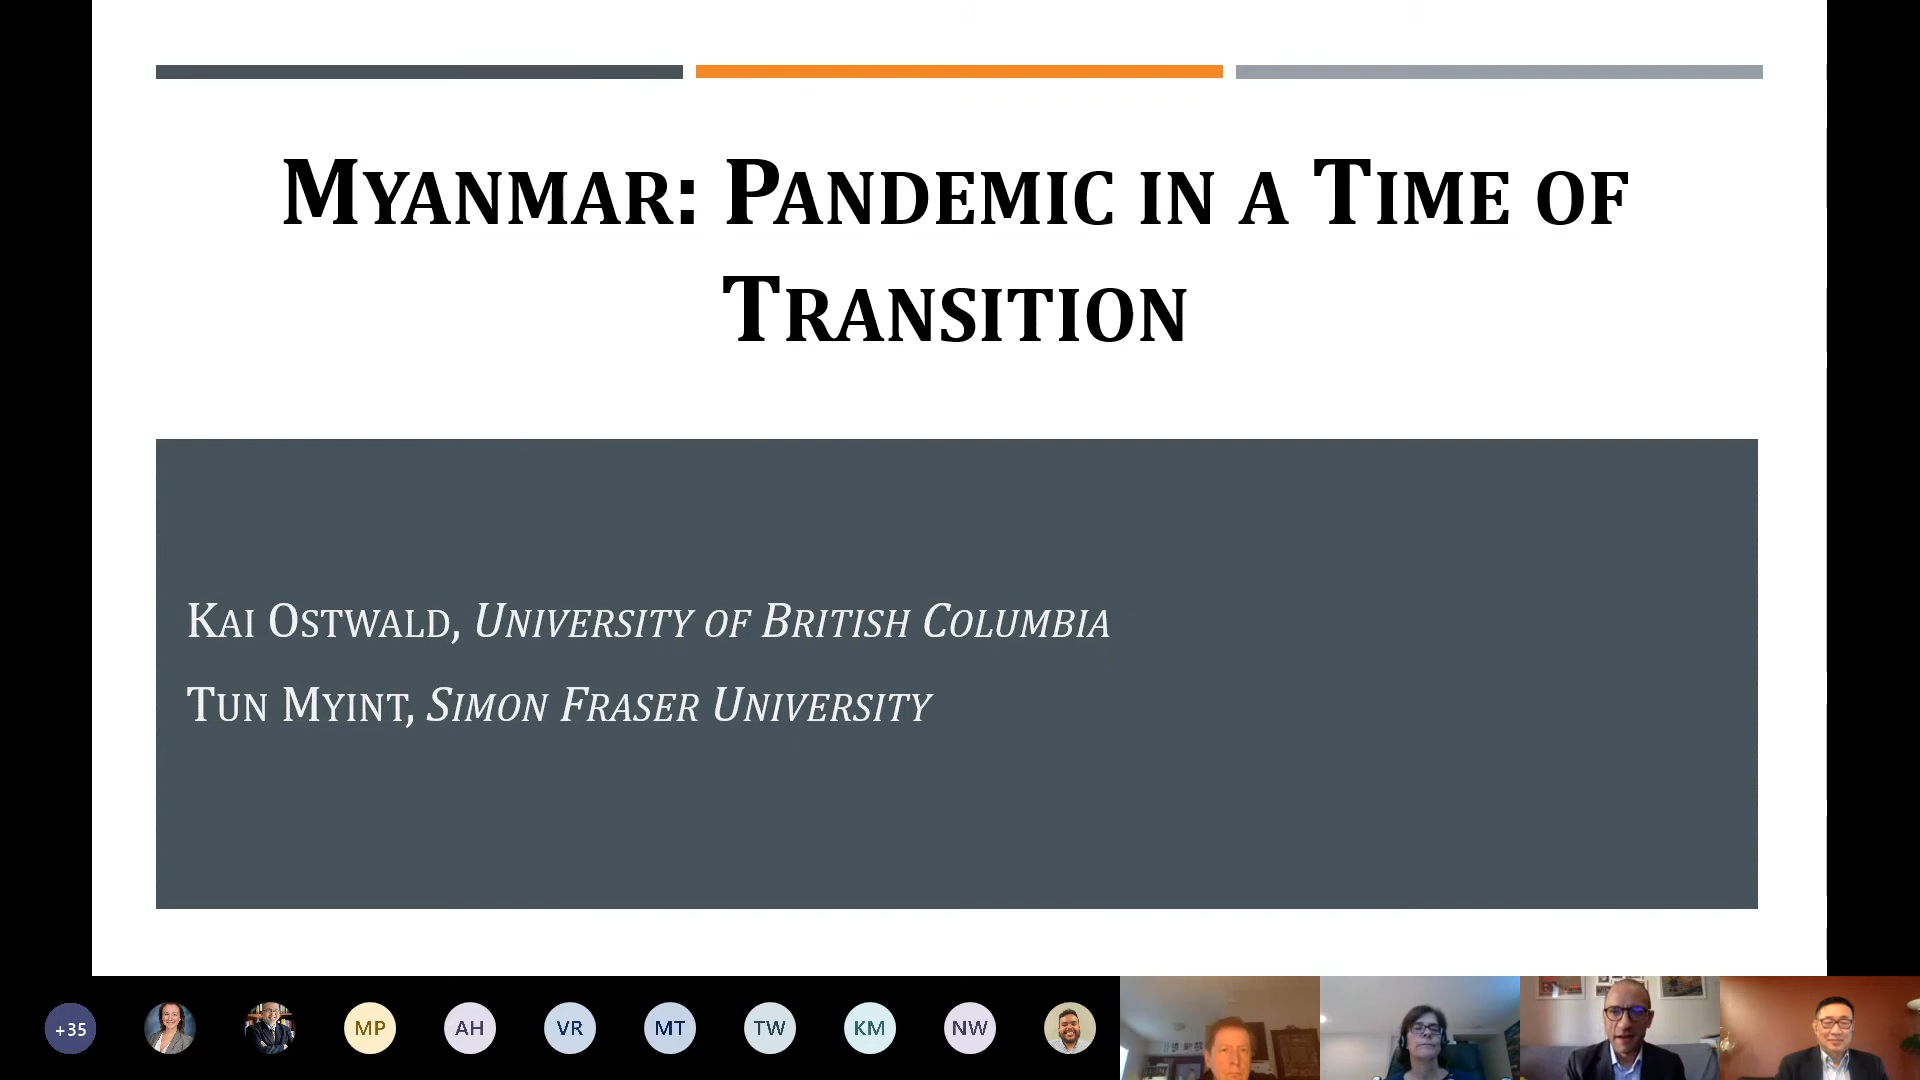 Myanmar: Pandemic in a Time of
Transition
Kai Ostwald, University of British Columbia
Tun Myint, Simon Fraser University
+35
MP
AH
VR
MT
TW
KM
NW